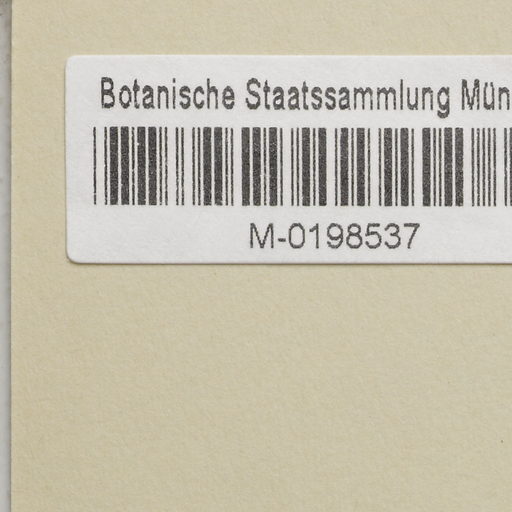 Botanische Staatssammlung Mün
M-0198537